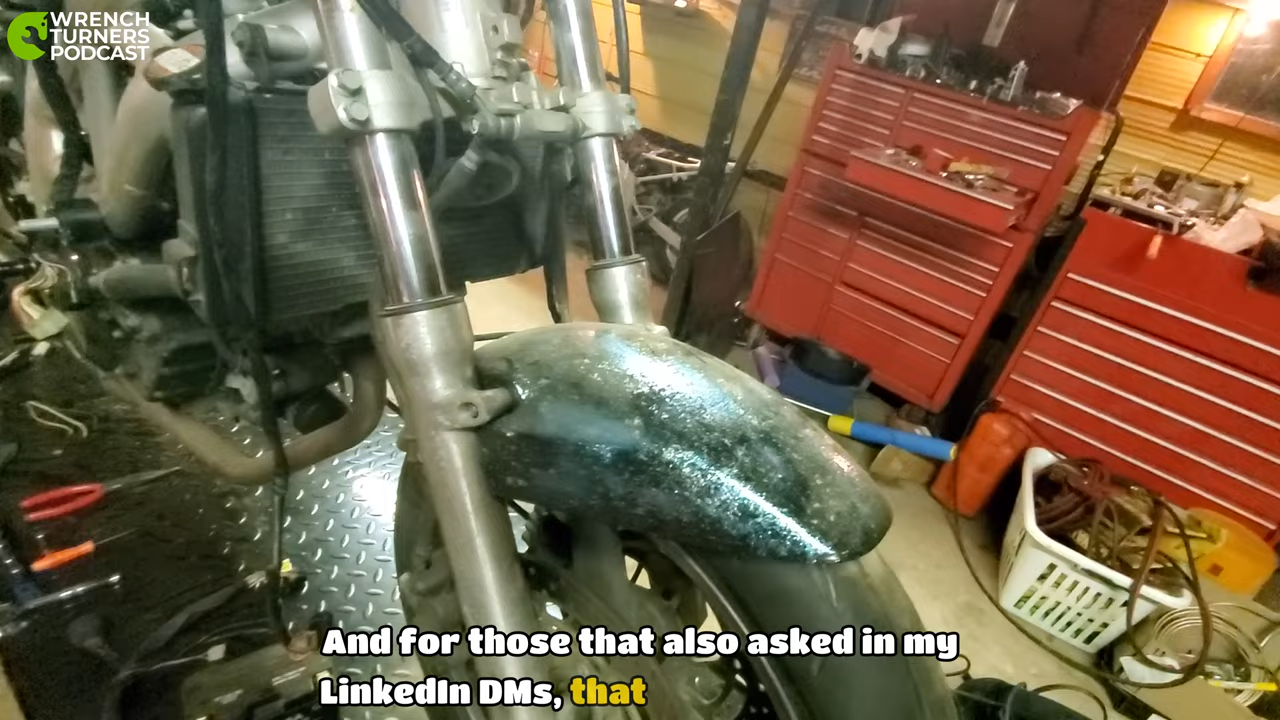 WRENCH
TURNERS
PODCAST
And for those that also asked in my
LinkedIn DMs, that